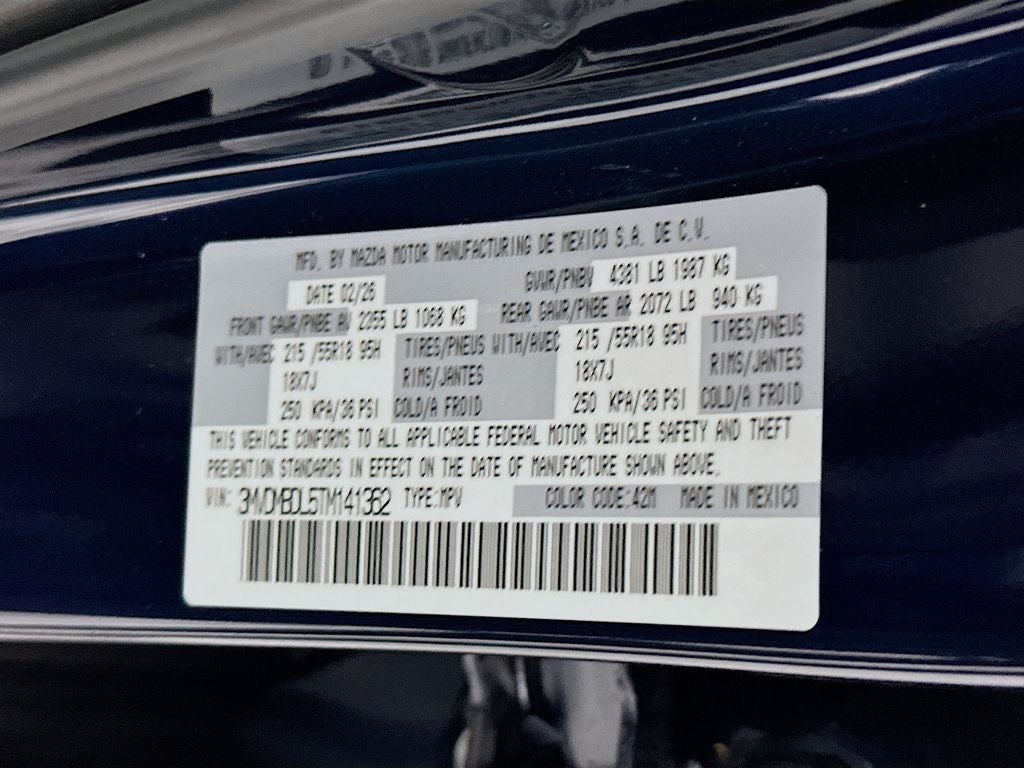 MFD. BY MAZDA MOTOR MANUFACTURING DE MEXICO S.A. DE C.V.
DATE 02/26 GVWR/PNBV 4381 LB 1987 KG
FRONT GAWR/PNBE AV 2355 LB 1068 KG REAR GAWR/PNBE AR 2072 LB 940 KG
WITH/AVEC 215 /55R18 95H TIRES/PNEUS WITH/AVEC 215 /55R18 95H TIRES/PNEUS
18X7J RIMS/JANTES 18X7J RIMS/JANTES
250 KPA/36 PSI COLD/A FROID 250 KPA/36 PSI COLD/A FROID
THIS VEHICLE CONFORMS TO ALL APPLICABLE FEDERAL MOTOR VEHICLE SAFETY AND THEFT
PREVENTION STANDARDS IN EFFECT ON THE DATE OF MANUFACTURE SHOWN ABOVE.
VIN: 3MVDMBDL5TM141362 TYPE:MPV COLOR CODE:42M MADE IN MEXICO